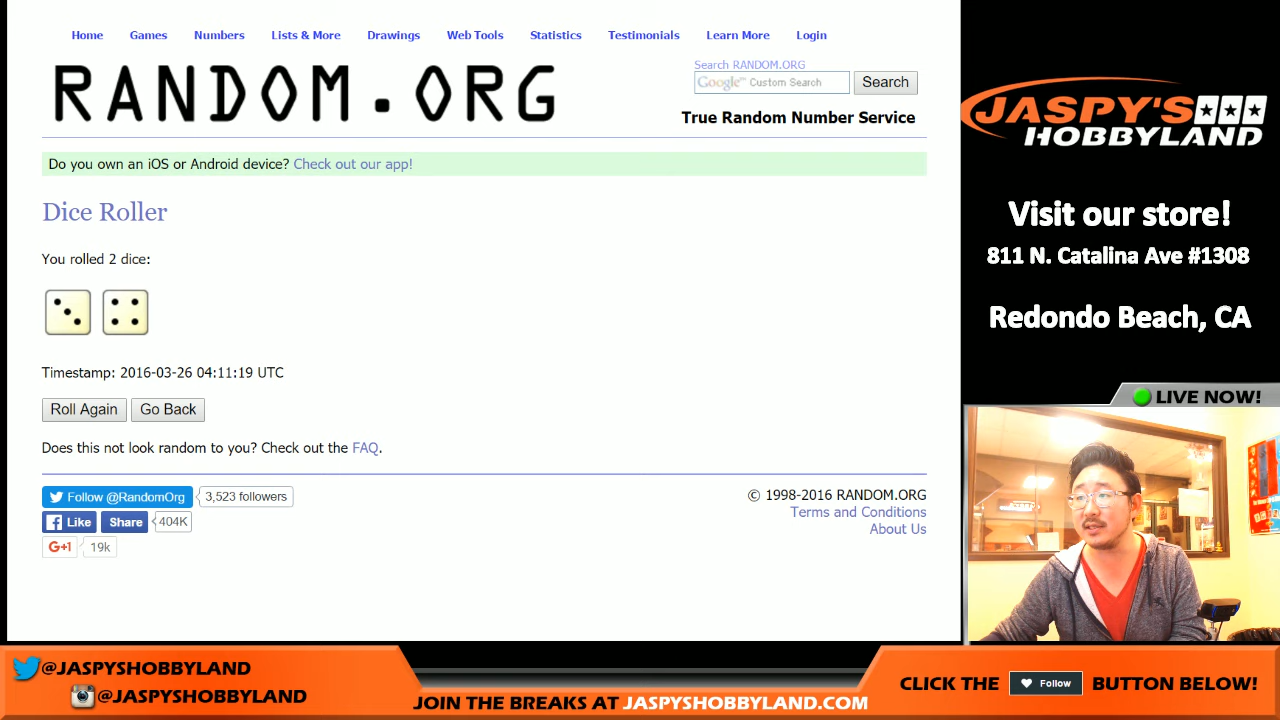 Home Games Numbers Lists & More Drawings Web Tools Statistics Testimonials Learn More Login
RANDOM.ORG
Search RANDOM.ORG
Google™ Custom Search Search
True Random Number Service
Do you own an iOS or Android device? Check out our app!
Dice Roller
You rolled 2 dice:
Timestamp: 2016-03-26 04:11:19 UTC
Roll Again Go Back
Does this not look random to you? Check out the FAQ.
Follow @RandomOrg 3,523 followers
Like Share 404K
G+1 19k
© 1998-2016 RANDOM.ORG
Terms and Conditions
About Us
JASPY'S
HOBBYLAND
Visit our store!
811 N. Catalina Ave #1308
Redondo Beach, CA
LIVE NOW!
@JASPYSHOBBYLAND
@JASPYSHOBBYLAND
JOIN THE BREAKS AT JASPYSHOBBYLAND.COM
CLICK THE Follow BUTTON BELOW!